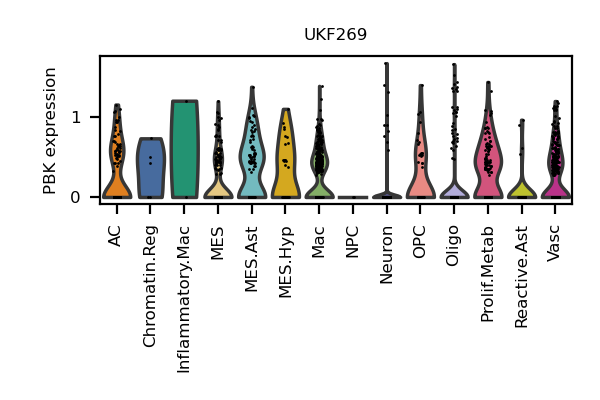 UKF269
PBK expression
1
0
AC
Chromatin.Reg
Inflammatory.Mac
MES
MES.Ast
MES.Hyp
Mac
NPC
Neuron
OPC
Oligo
Prolif.Metab
Reactive.Ast
Vasc